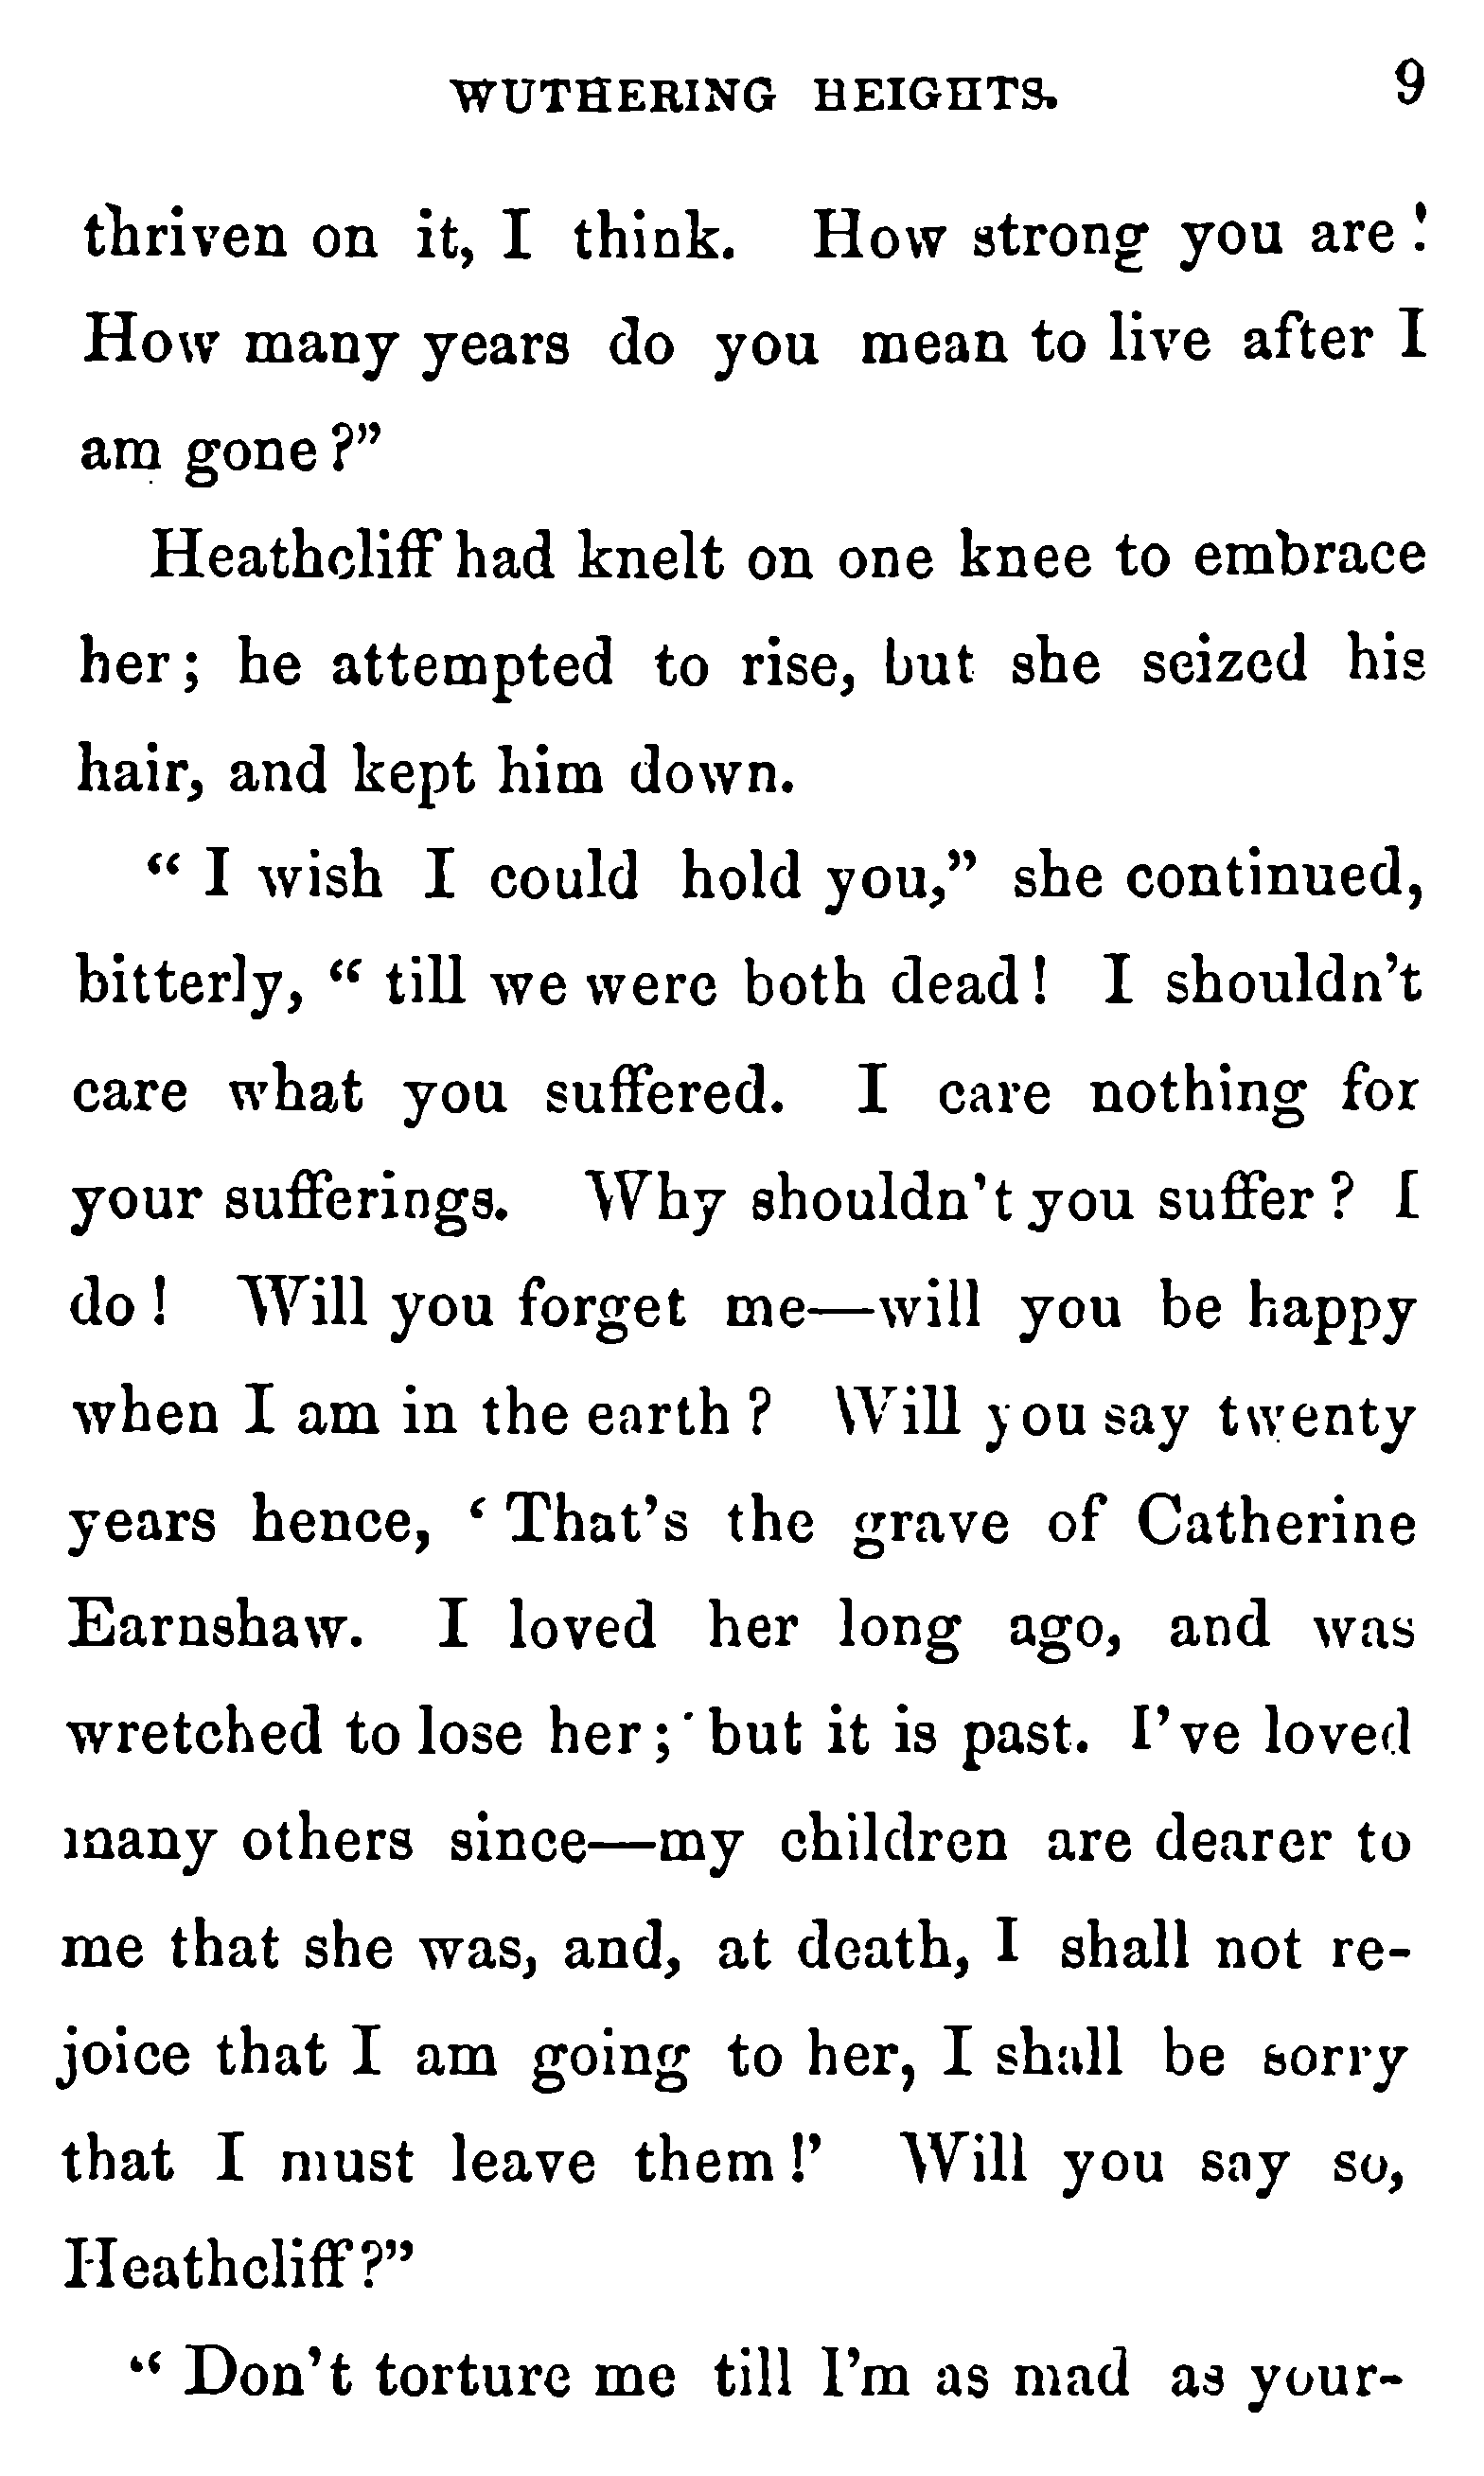 WUTHERING HEIGHTS. 9
thriven on it, I think. How strong you are!
How many years do you mean to live after I
am gone?”
Heathcliff had knelt on one knee to embrace
her; he attempted to rise, but she seized his
hair, and kept him down.
“I wish I could hold you,” she continued,
bitterly, “till we were both dead! I shouldn’t
care what you suffered. I care nothing for
your sufferings. Why shouldn’t you suffer? I
do! Will you forget me—will you be happy
when I am in the earth? Will you say twenty
years hence, ‘That’s the grave of Catherine
Earnshaw. I loved her long ago, and was
wretched to lose her; but it is past. I’ve loved
many others since—my children are dearer to
me that she was, and, at death, I shall not re-
joice that I am going to her, I shall be sorry
that I must leave them!’ Will you say so,
Heathcliff?”
“Don’t torture me till I’m as mad as your-